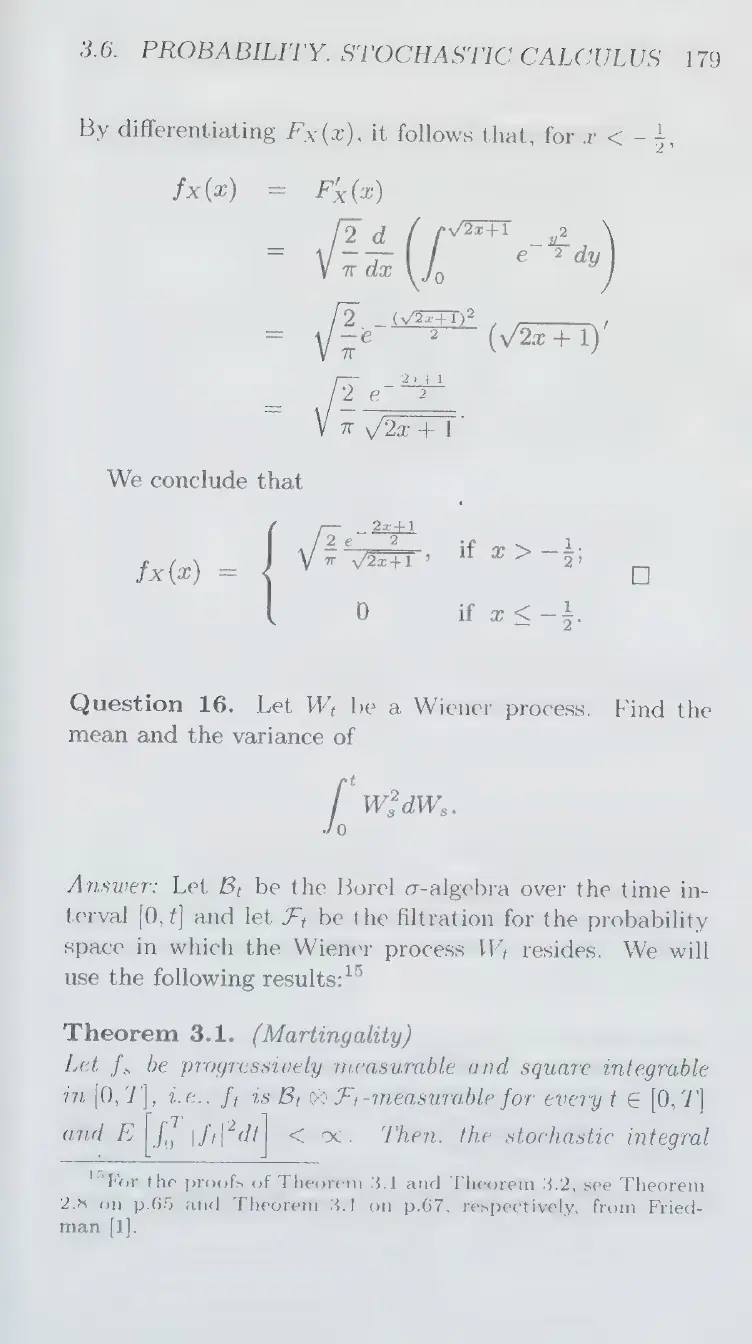 3.6. PROBABILITY. STOCHASTIC CALCULUS 179
By differentiating F_X(x), it follows that, for x < − 1/2,
f_X(x) = F′_X(x)
= √(2/π) d/dx (∫_0^{√(2x+1)} e^{−y²/2} dy)
= √(2/π) e^{−(√(2x+1))²/2} (√(2x + 1))′
= √(2/π) e^{−(2x+1)/2} / √(2x + 1).
We conclude that
f_X(x) = { √(2/π) e^{−(2x+1)/2} / √(2x+1), if x > −1/2;
0 if x ≤ −1/2. □
Question 16. Let W_t be a Wiener process. Find the
mean and the variance of
∫_0^t W_s² dW_s.
Answer: Let ℬ_t be the Borel σ-algebra over the time in-
terval [0, t] and let ℱ_t be the filtration for the probability
space in which the Wiener process W_t resides. We will
use the following results:¹⁵
Theorem 3.1. (Martingality)
Let f_s be progressively measurable and square integrable
in [0, T], i.e., f_t is ℬ_t ⊗ ℱ_t-measurable for every t ∈ [0, T]
and E [∫_0^T |f_t|² dt] < ∞. Then, the stochastic integral
¹⁵For the proofs of Theorem 3.1 and Theorem 3.2, see Theorem
2.8 on p.65 and Theorem 3.1 on p.67, respectively, from Fried-
man [1].